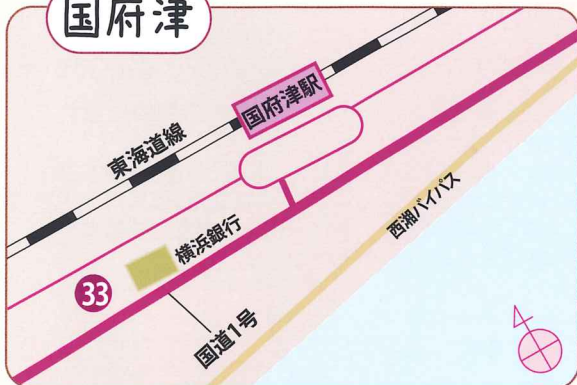 国府津
国府津駅
東海道線
横浜銀行
西湘バイパス
33
国道1号